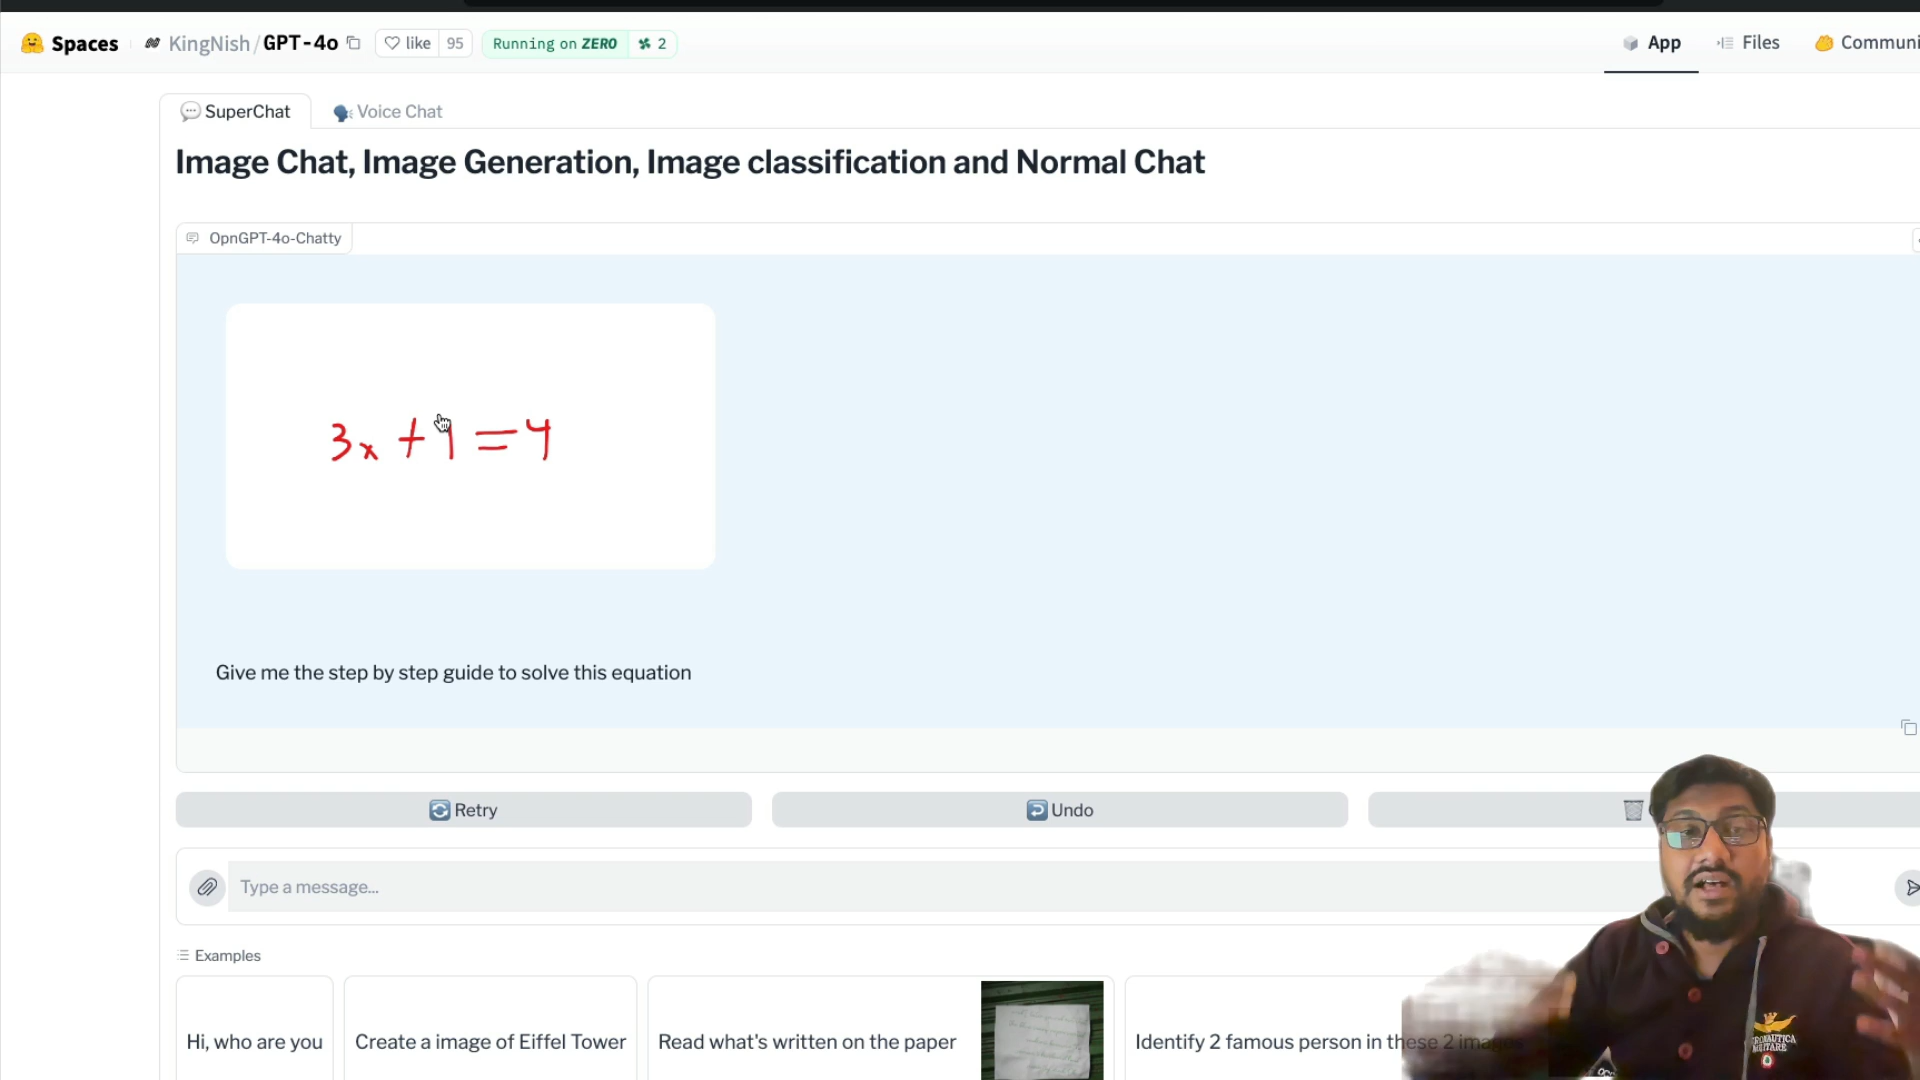 Spaces KingNish/GPT-4o like 95 Running on ZERO 2 App Files
SuperChat Voice Chat
Image Chat, Image Generation, Image classification and Normal Chat
OpnGPT-4o-Chatty
=4
Give me the step by step guide to solve this equation
Retry Undo
Type a message...
Examples
Hi, who are you Create a image of Eiffel Tower Read what's written on the paper Identify 2 famous person in these 2 images